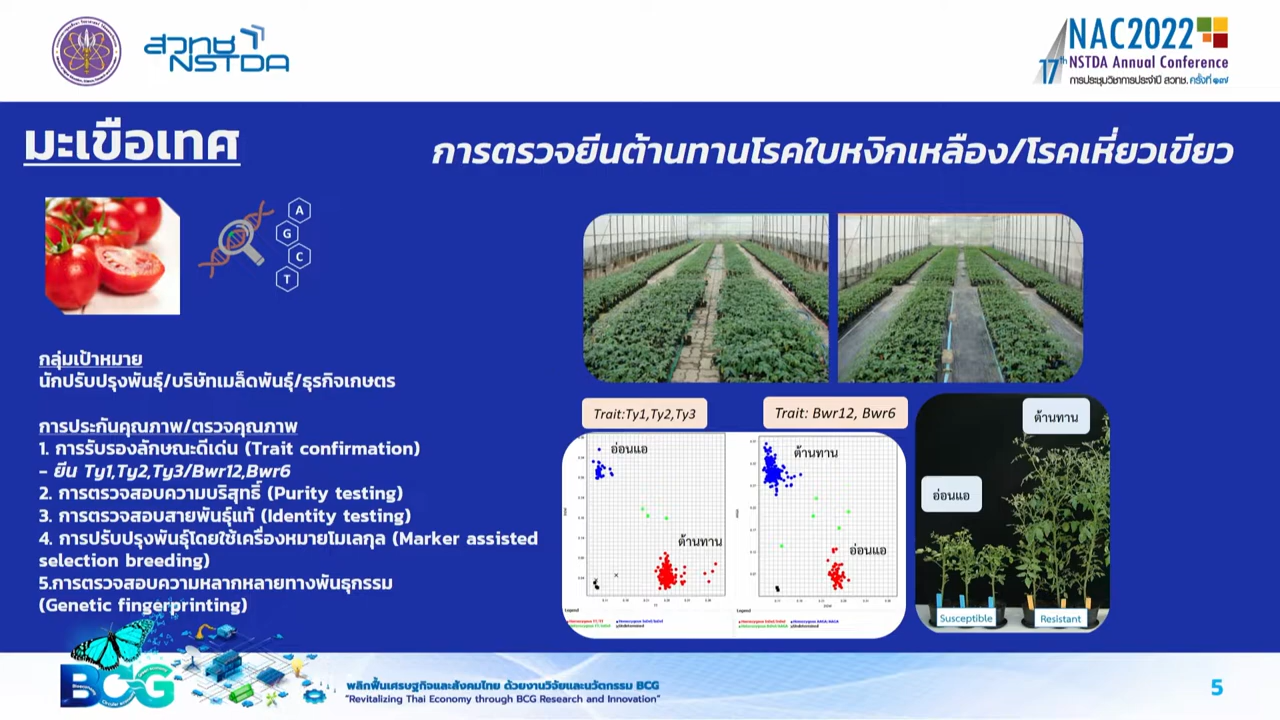 สวทช
NSTDA
NAC2022
17th NSTDA Annual Conference
การประชุมวิชาการประจำปี สวทช. ครั้งที่ ๑๗
มะเขือเทศ
การตรวจยีนต้านทานโรคใบหงิกเหลือง/โรคเหี่ยวเขียว
A
G
C
T
กลุ่มเป้าหมาย
นักปรับปรุงพันธุ์/บริษัทเมล็ดพันธุ์/ธุรกิจเกษตร
การประกันคุณภาพ/ตรวจคุณภาพ
1. การรับรองลักษณะดีเด่น (Trait confirmation)
- ยีน Ty1,Ty2,Ty3/Bwr12,Bwr6
2. การตรวจสอบความบริสุทธิ์ (Purity testing)
3. การตรวจสอบสายพันธุ์แท้ (Identity testing)
4. การปรับปรุงพันธุ์โดยใช้เครื่องหมายโมเลกุล (Marker assisted
selection breeding)
5.การตรวจสอบความหลากหลายทางพันธุกรรม
(Genetic fingerprinting)
Trait:Ty1,Ty2,Ty3
Trait: Bwr12, Bwr6
อ่อนแอ
ต้านทาน
ต้านทาน
อ่อนแอ
Legend
Legend
ต้านทาน
อ่อนแอ
Susceptible
Resistant
BCG
พลิกฟื้นเศรษฐกิจและสังคมไทย ด้วยงานวิจัยและนวัตกรรม BCG
"Revitalizing Thai Economy through BCG Research and Innovation"
5